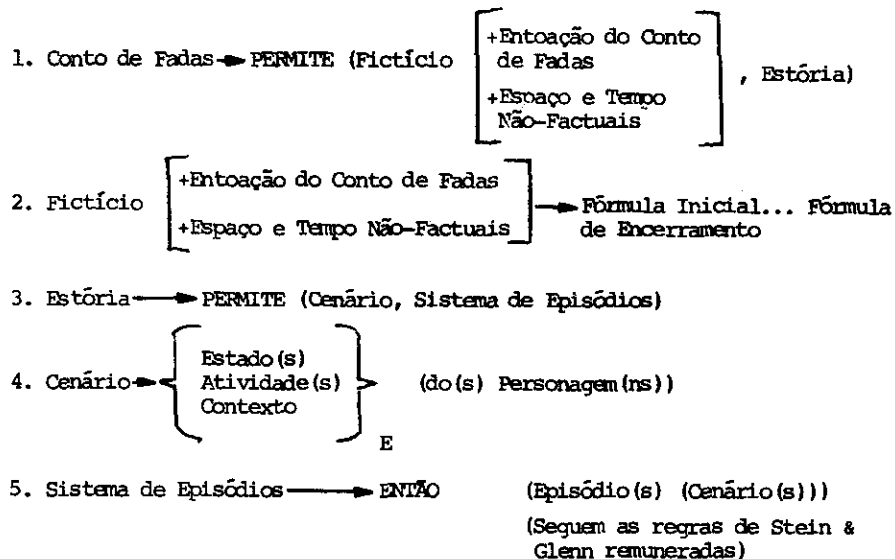 +Entoação do Conto
1. Conto de Fadas → PERMITE (Fictício de Fadas , Estória)
+Espaço e Tempo
Não-Factuais
+Entoação do Conto de Fadas
2. Fictício → Fórmula Inicial... Fórmula
+Espaço e Tempo Não-Factuais de Encerramento
3. Estória → PERMITE (Cenário, Sistema de Episódios)
Estado(s)
4. Cenário → Atividade(s) (do(s) Personagem(ns))
Contexto
E
5. Sistema de Episódios → ENTÃO (Episódio(s) (Cenário(s)))
(Seguem as regras de Stein &
Glenn remuneradas)